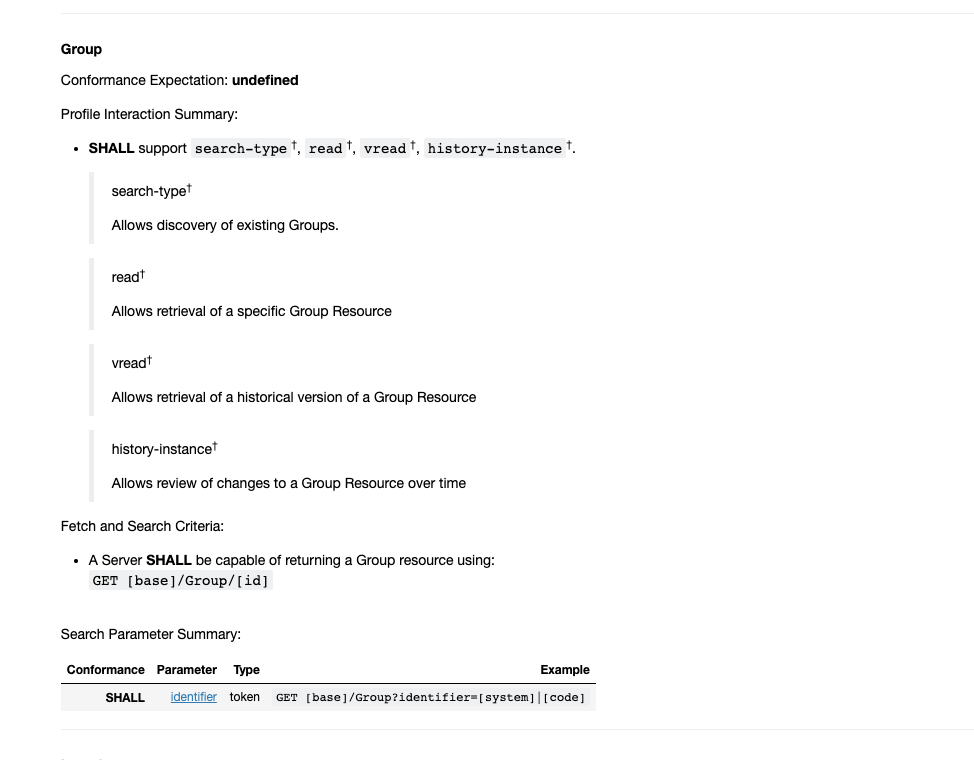 Group
Conformance Expectation: undefined
Profile Interaction Summary:
• SHALL support search-type†, read†, vread†, history-instance†.
search-type†
Allows discovery of existing Groups.
read†
Allows retrieval of a specific Group Resource
vread†
Allows retrieval of a historical version of a Group Resource
history-instance†
Allows review of changes to a Group Resource over time
Fetch and Search Criteria:
• A Server SHALL be capable of returning a Group resource using:
GET [base]/Group/[id]
Search Parameter Summary:
Conformance Parameter Type Example
SHALL identifier token GET [base]/Group?identifier=[system]|[code]